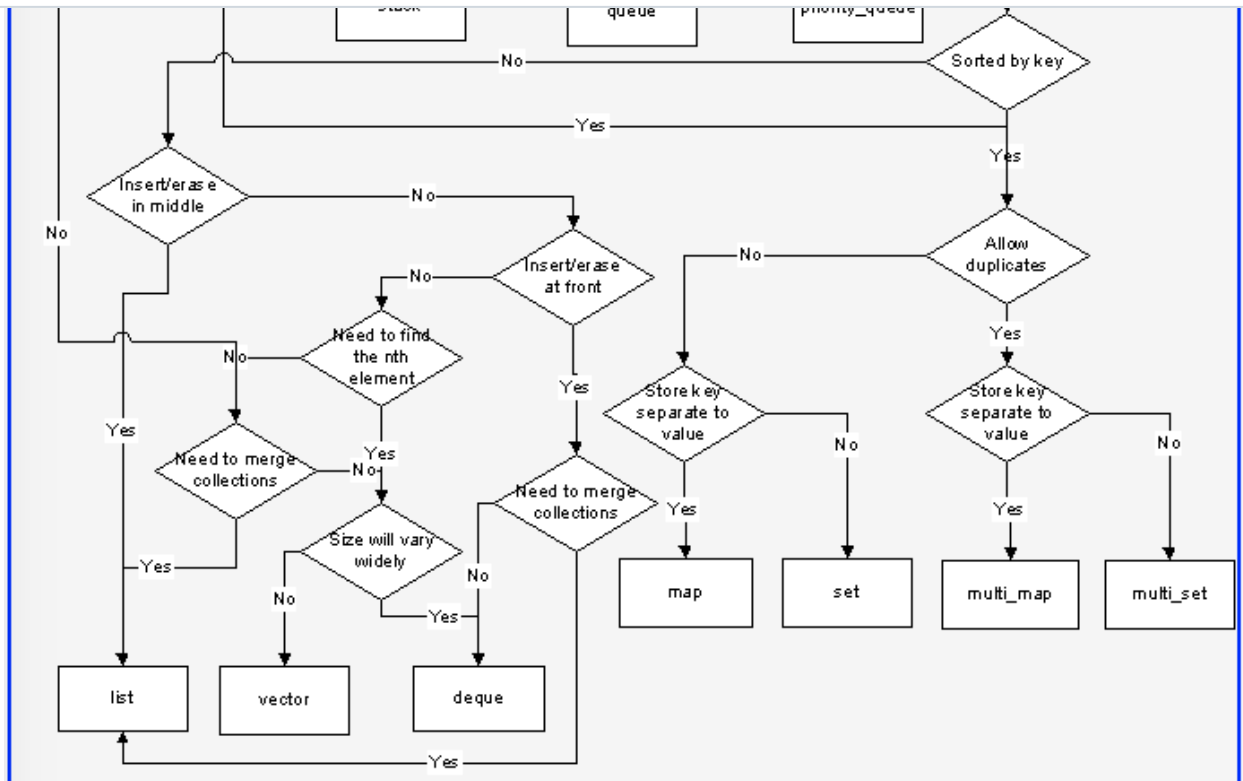 stack
queue
priority_queue
Sorted by key
No
Yes
Yes
Insert/erase
in middle
No
No
Allow
duplicates
No
Insert/erase
at front
No
Yes
Need to find
the nth
element
No
Yes
Store key
separate to
value
Store key
separate to
value
Yes
No
No
Need to merge
collections
Yes
No
Need to merge
collections
Yes
Yes
Size will vary
widely
Yes
No
No
Yes
map
set
multi_map
multi_set
list
vector
deque
Yes